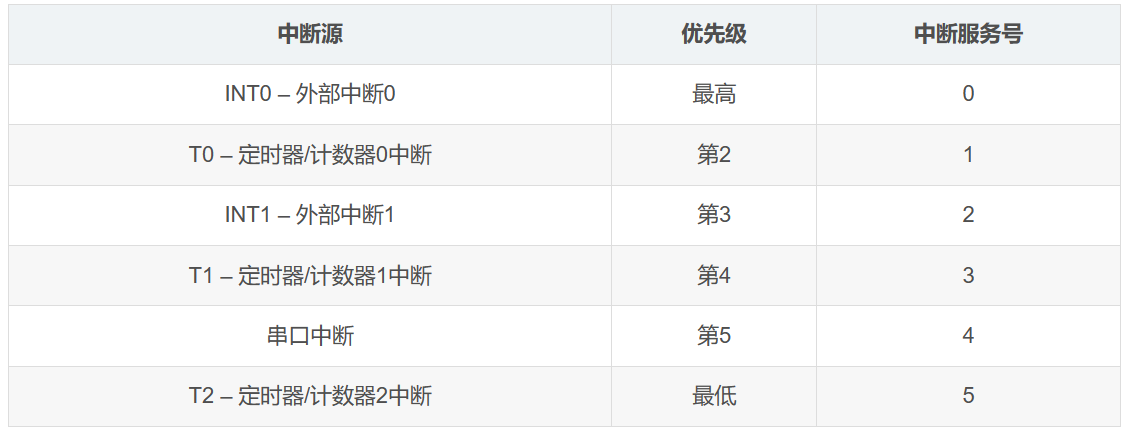 中断源 优先级 中断服务号
INT0 – 外部中断0 最高 0
T0 – 定时器/计数器0中断 第2 1
INT1 – 外部中断1 第3 2
T1 – 定时器/计数器1中断 第4 3
串口中断 第5 4
T2 – 定时器/计数器2中断 最低 5